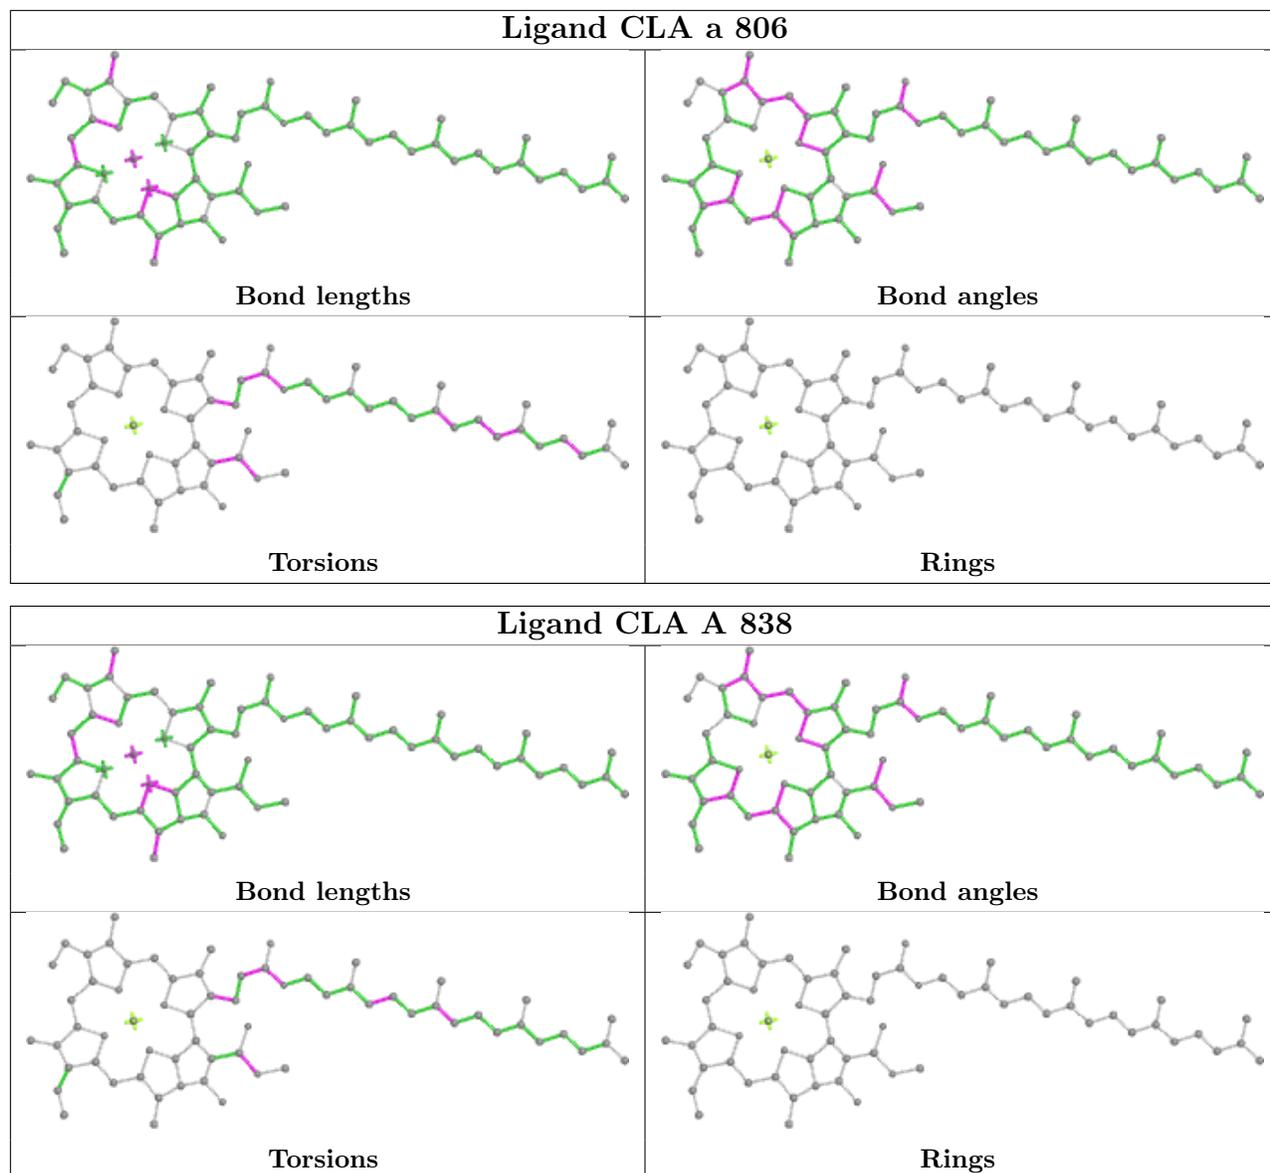 Ligand CLA a 806
Bond lengths
Bond angles
Torsions
Rings
Ligand CLA A 838
Bond lengths
Bond angles
Torsions
Rings